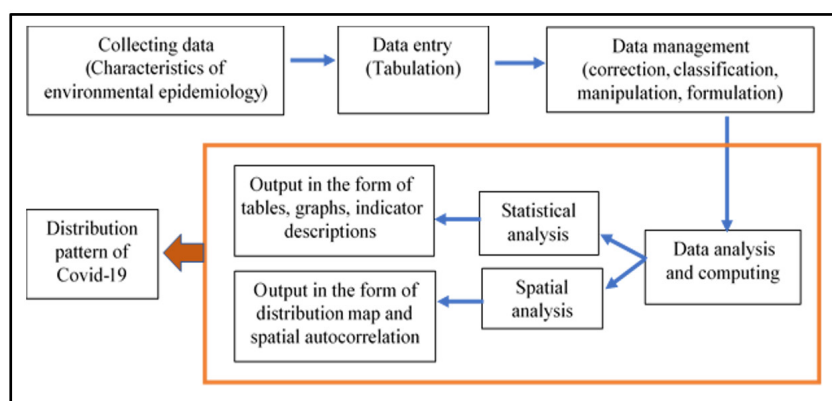 Collecting data
(Characteristics of
environmental epidemiology)
Data entry
(Tabulation)
Data management
(correction, classification,
manipulation, formulation)
Output in the form of
tables, graphs, indicator
descriptions
Statistical
analysis
Distribution
pattern of
Covid-19
Data analysis
and computing
Output in the form of
distribution map and
spatial autocorrelation
Spatial
analysis